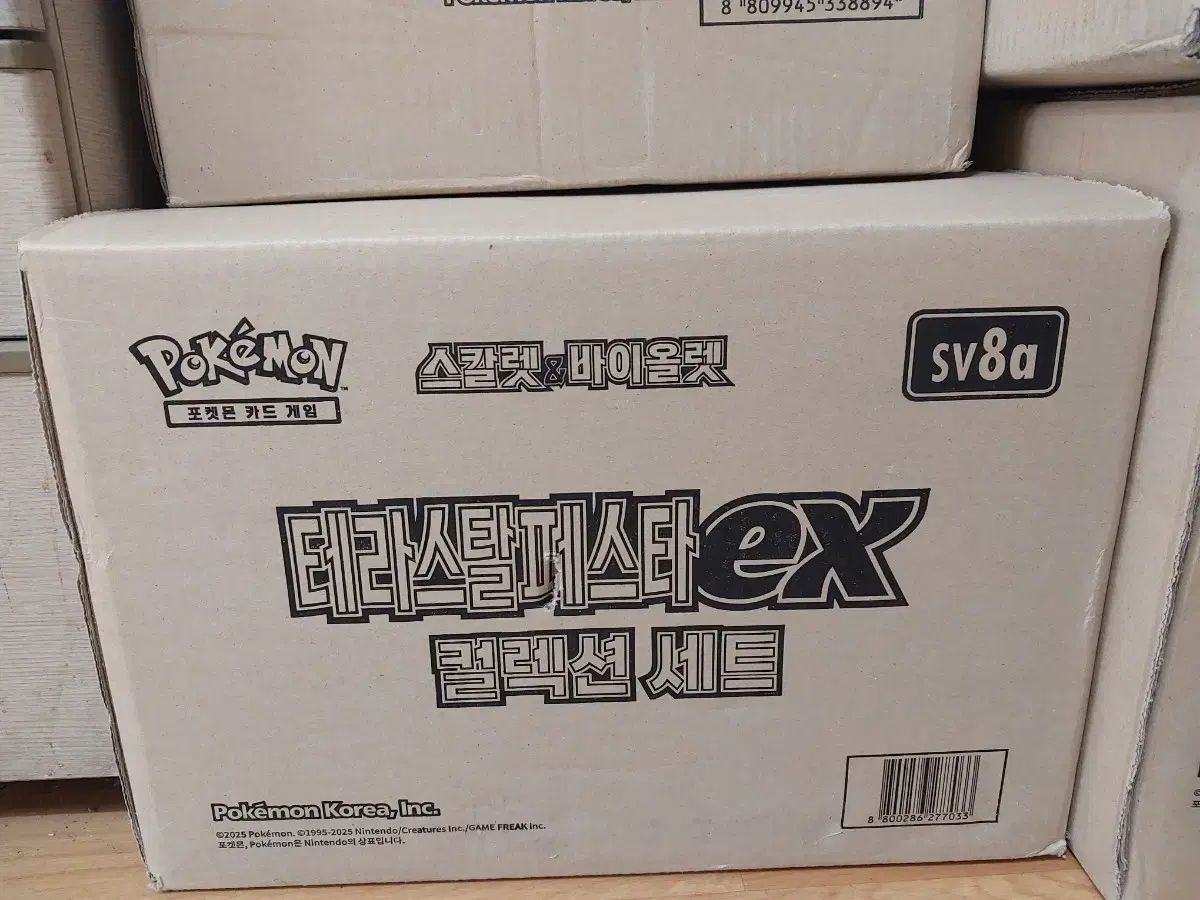 8 809945 338894
POKéMON
포켓몬 카드 게임
스칼렛&바이올렛
sv8a
테라스탈페스타ex
컬렉션 세트
Pokémon Korea, Inc.
©2025 Pokémon. ©1995-2025 Nintendo/Creatures Inc./GAME FREAK inc.
포켓몬, Pokémon은 Nintendo의 상표입니다.
8 800286 277033